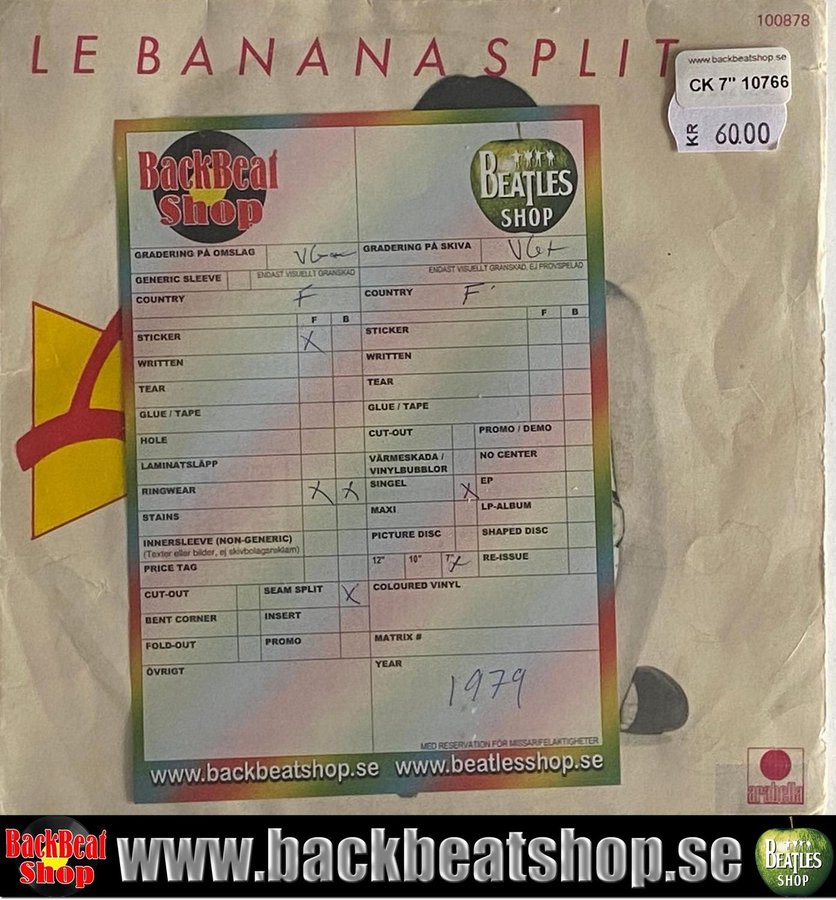 100878
LE BANANA SPLIT
www.backbeatshop.se
CK 7" 10766
KR 60.00
BackBeat
Shop
BEATLES
SHOP
GRADERING PÅ OMSLAG
GRADERING PÅ SKIVA VG+
GENERIC SLEEVE ENDAST VISUELLT GRANSKAD
ENDAST VISUELLT GRANSKAD, EJ PROVSPELAD
COUNTRY F
COUNTRY F
F B
F B
STICKER X
STICKER
WRITTEN
WRITTEN
TEAR
TEAR
GLUE / TAPE
GLUE / TAPE
HOLE
CUT-OUT PROMO / DEMO
LAMINATSLÄPP
VÄRMESKADA /
VINYLBUBBLOR
NO CENTER
RINGWEAR X X
SINGEL X EP
STAINS
MAXI LP-ALBUM
INNERSLEEVE (NON-GENERIC)
(Texter eller bilder, ej skivbolagsreklam)
PICTURE DISC SHAPED DISC
PRICE TAG
12" 10" 7" X RE-ISSUE
CUT-OUT SEAM SPLIT X
COLOURED VINYL
BENT CORNER INSERT
FOLD-OUT PROMO
MATRIX #
ÖVRIGT
YEAR
1979
MED RESERVATION FÖR MISSAR/FELAKTIGHETER
www.backbeatshop.se www.beatlesshop.se
arabella
BackBeat
Shop
www.backbeatshop.se
BEATLES
SHOP